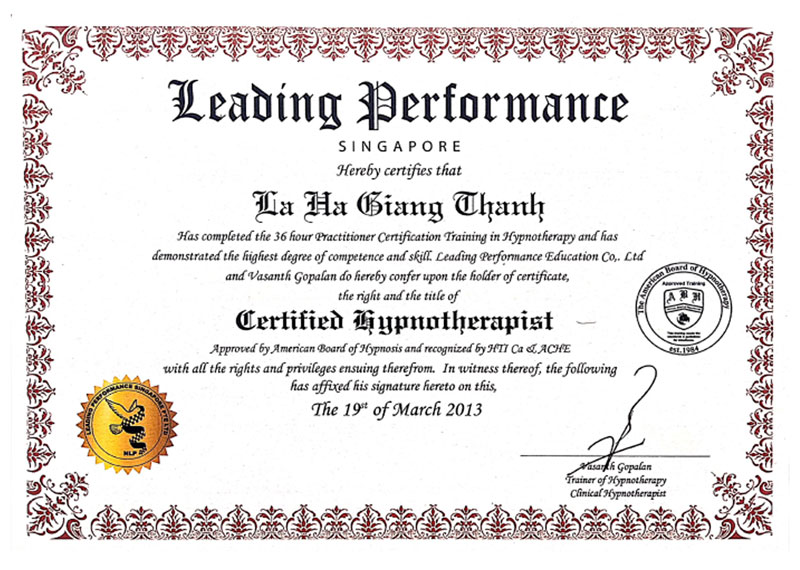 Leading Performance
SINGAPORE
Hereby certifies that
La Ha Giang Thanh
Has completed the 36 hour Practitioner Certification Training in Hypnotherapy and has
demonstrated the highest degree of competence and skill. Leading Performance Education Co,. Ltd
and Vasanth Gopalan do hereby confer upon the holder of certificate,
the right and the title of
Certified Hypnotherapist
Approved by American Board of Hypnosis and recognized by HTI Ca & ACHE
with all the rights and privileges ensuing therefrom. In witness thereof, the following
has affixed his signature hereto on this,
The 19st of March 2013
The American Board of Hypnotherapy
Approved Training
A B H
est. 1984
LEADING PERFORMANCE SINGAPORE PTE LTD
NLP
Vasanth Gopalan
Trainer of Hypnotherapy
Clinical Hypnotherapist